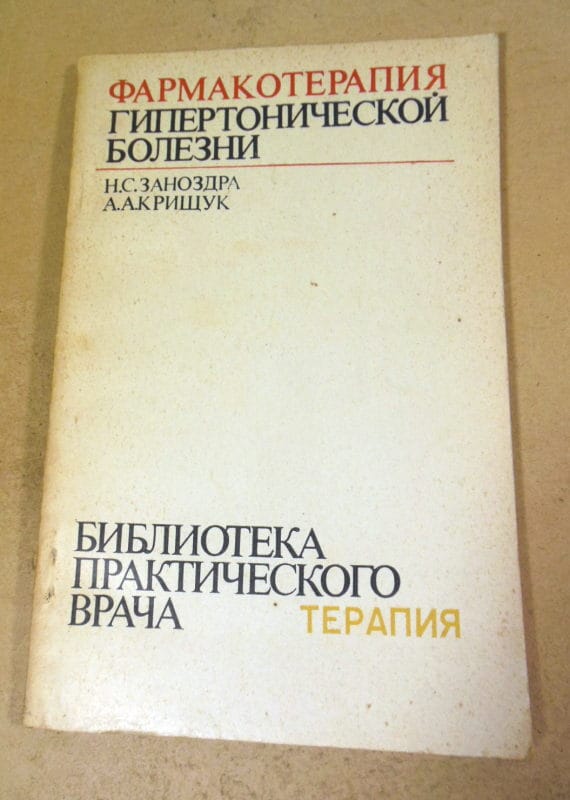 ФАРМАКОТЕРАПИЯ
ГИПЕРТОНИЧЕСКОЙ
БОЛЕЗНИ
Н.С.ЗАНОЗДРА
А.А.КРИЩУК
БИБЛИОТЕКА
ПРАКТИЧЕСКОГО
ВРАЧА
ТЕРАПИЯ